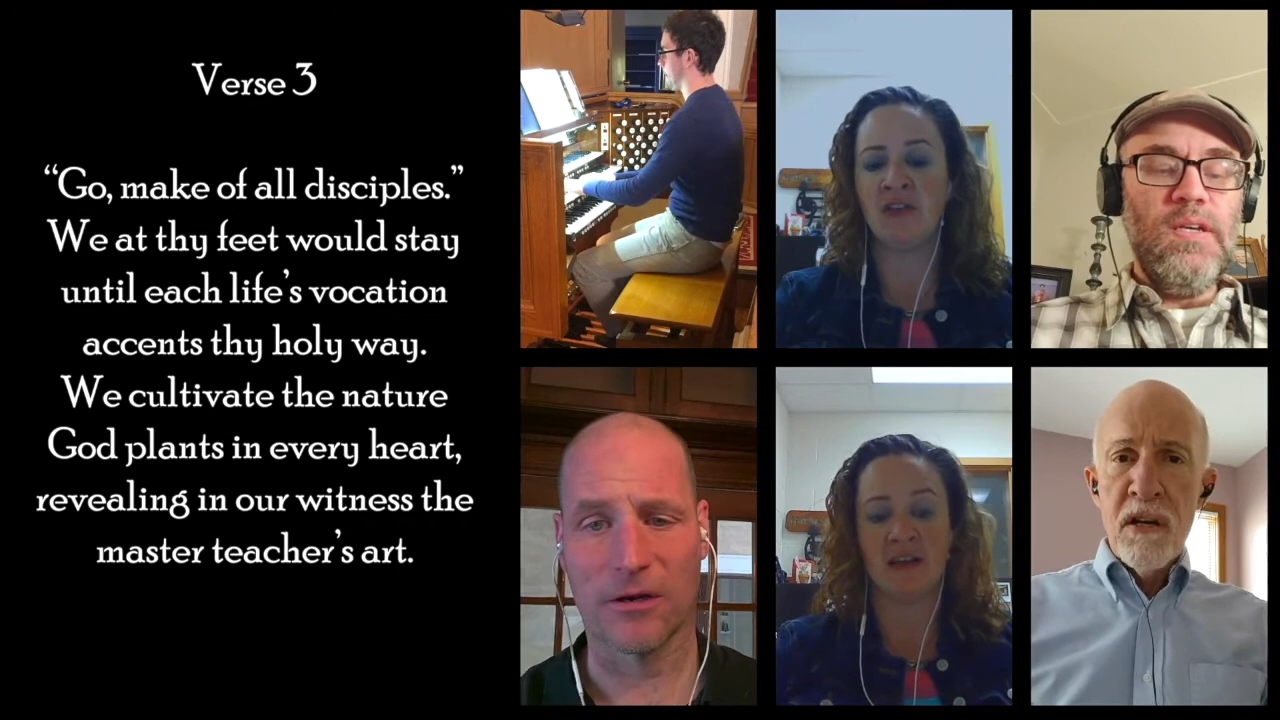 Verse 3
“Go, make of all disciples.”
We at thy feet would stay
until each life’s vocation
accents thy holy way.
We cultivate the nature
God plants in every heart,
revealing in our witness the
master teacher’s art.